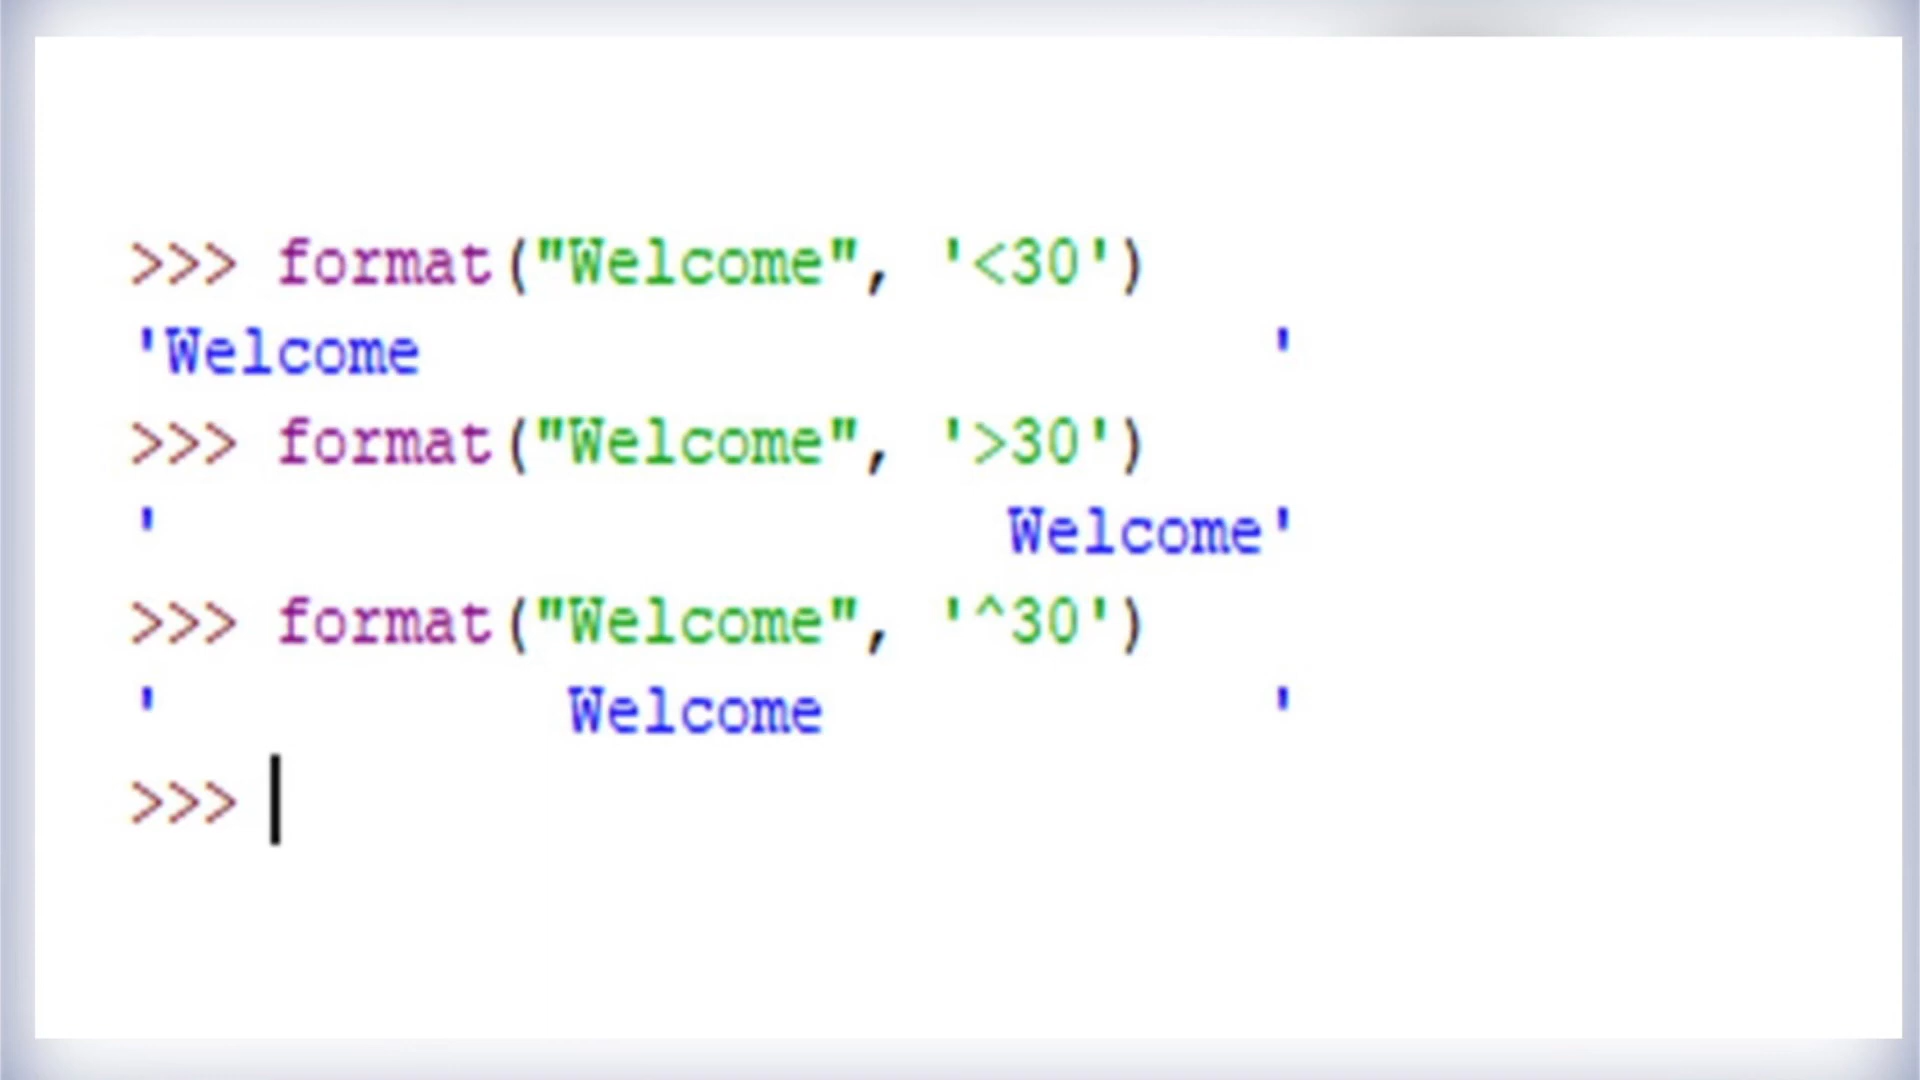 >>> format("Welcome", '<30')
'Welcome                       '
>>> format("Welcome", '>30')
'                       Welcome'
>>> format("Welcome", '^30')
'           Welcome            '
>>>